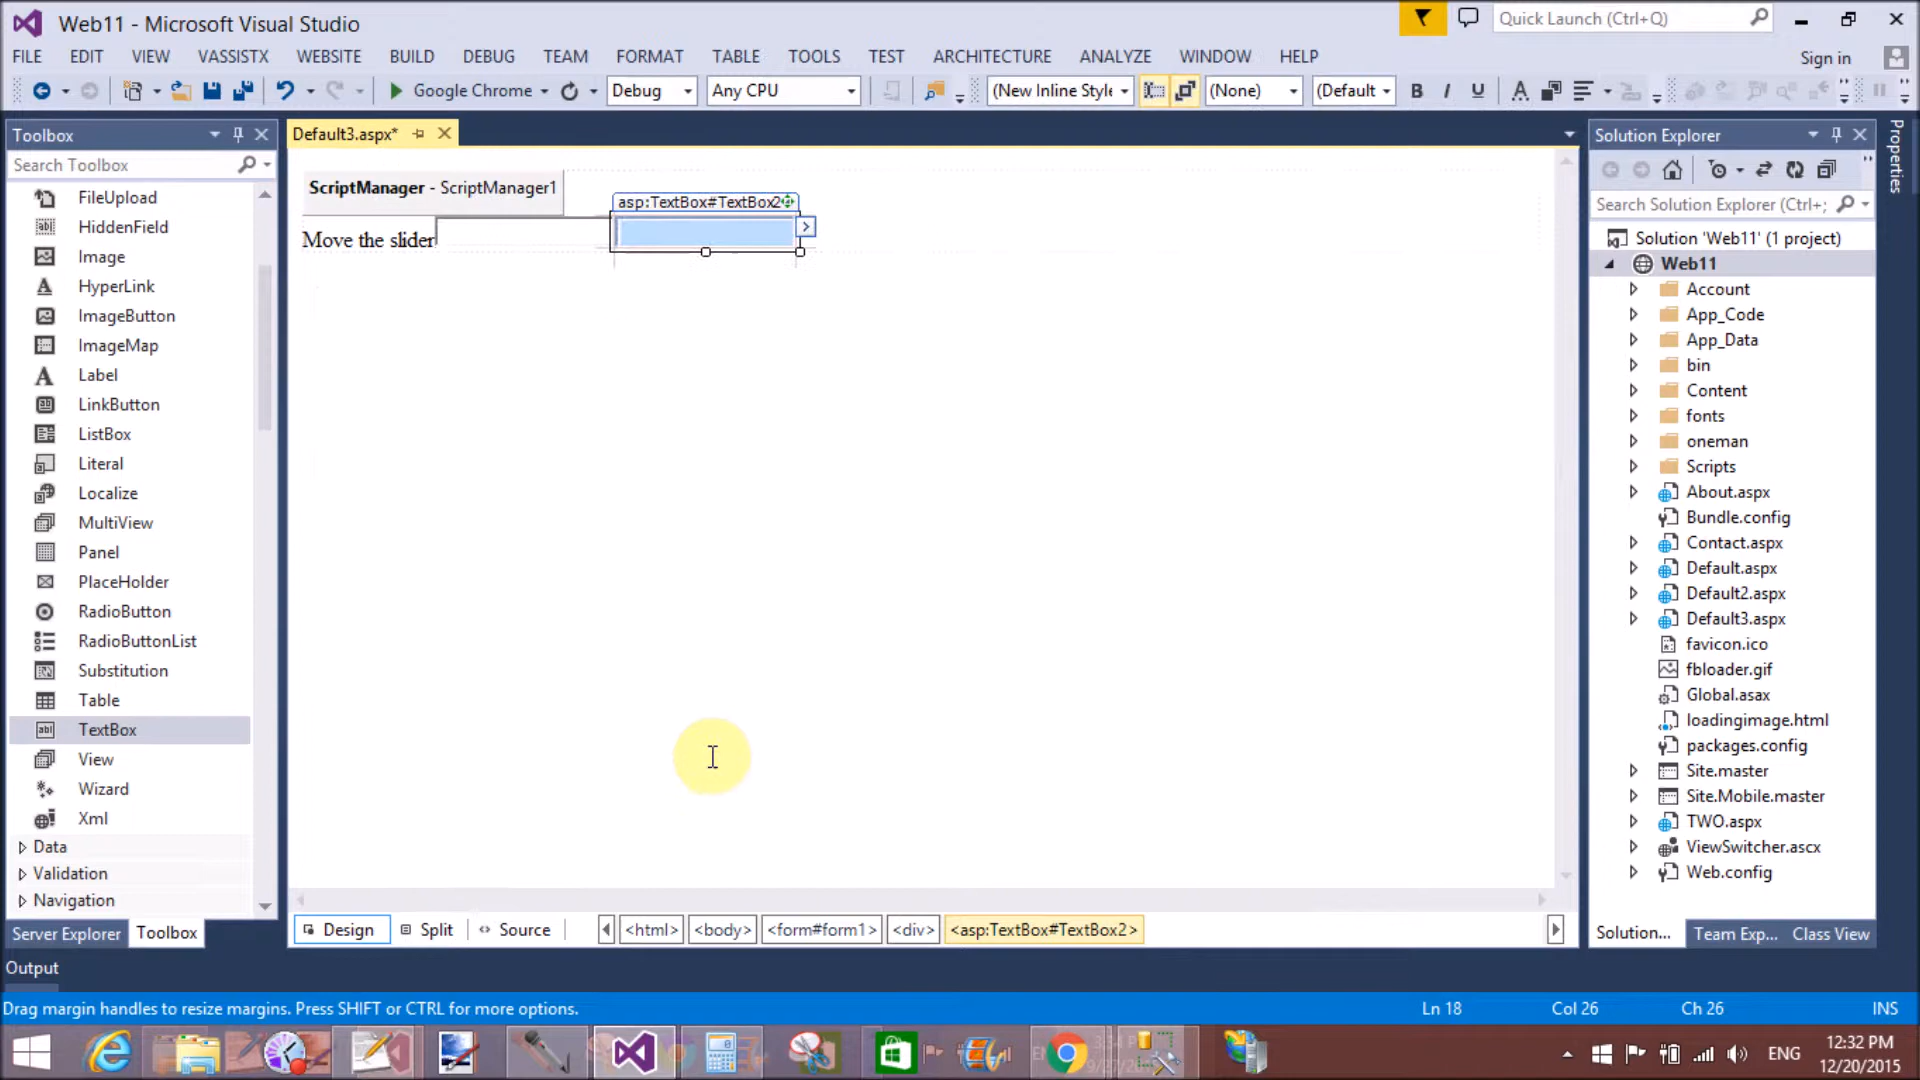 Web11 - Microsoft Visual Studio
Quick Launch (Ctrl+Q)
FILE EDIT VIEW VASSISTX WEBSITE BUILD DEBUG TEAM FORMAT TABLE TOOLS TEST ARCHITECTURE ANALYZE WINDOW HELP
Sign in
Google Chrome Debug Any CPU (New Inline Style (None) (Default B I U A
Toolbox
Default3.aspx*
Solution Explorer
Properties
Search Toolbox
Search Solution Explorer (Ctrl+;
FileUpload
HiddenField
Image
HyperLink
ImageButton
ImageMap
Label
LinkButton
ListBox
Literal
Localize
MultiView
Panel
PlaceHolder
RadioButton
RadioButtonList
Substitution
Table
TextBox
View
Wizard
Xml
Data
Validation
Navigation
Server Explorer Toolbox
ScriptManager - ScriptManager1
asp:TextBox#TextBox2
Move the slider
Design Split Source <html> <body> <form#form1> <div> <asp:TextBox#TextBox2>
Solution 'Web11' (1 project)
Web11
Account
App_Code
App_Data
bin
Content
fonts
oneman
Scripts
About.aspx
Bundle.config
Contact.aspx
Default.aspx
Default2.aspx
Default3.aspx
favicon.ico
fbloader.gif
Global.asax
loadingimage.html
packages.config
Site.master
Site.Mobile.master
TWO.aspx
ViewSwitcher.ascx
Web.config
Solution... Team Exp... Class View
Output
Drag margin handles to resize margins. Press SHIFT or CTRL for more options.
Ln 18 Col 26 Ch 26 INS
ENG
12:32 PM
12/20/2015